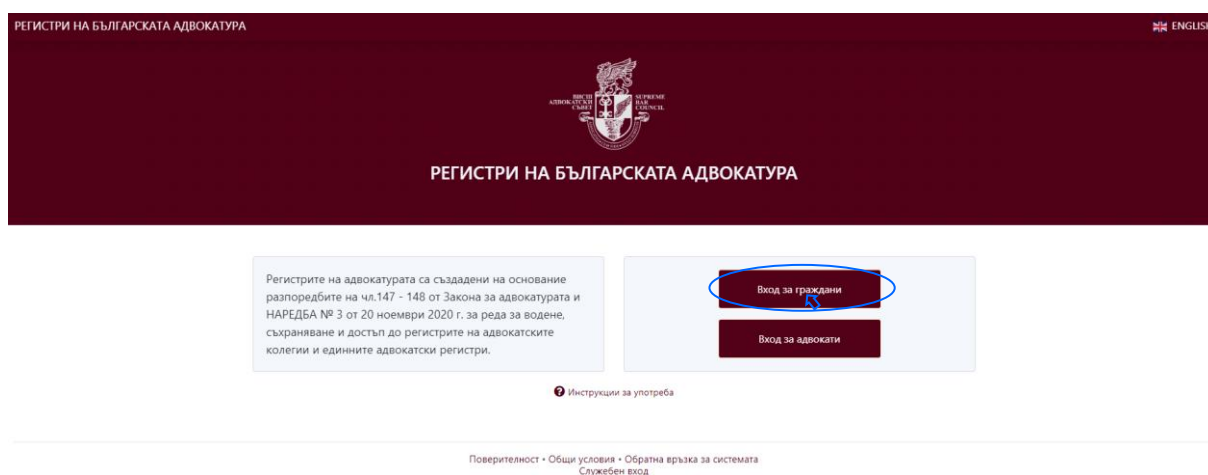 РЕГИСТРИ НА БЪЛГАРСКАТА АДВОКАТУРА
ENGLISH
ВИСШ
АДВОКАТСКИ
СЪВЕТ
SUPREME
BAR
COUNCIL
РЕГИСТРИ НА БЪЛГАРСКАТА АДВОКАТУРА
Регистрите на адвокатурата са създадени на основание
разпоредбите на чл.147 - 148 от Закона за адвокатурата и
НАРЕДБА № 3 от 20 ноември 2020 г. за реда за водене,
съхраняване и достъп до регистрите на адвокатските
колегии и единните адвокатски регистри.
Вход за граждани
Вход за адвокати
Инструкции за употреба
Поверителност • Общи условия • Обратна връзка за системата
Служебен вход